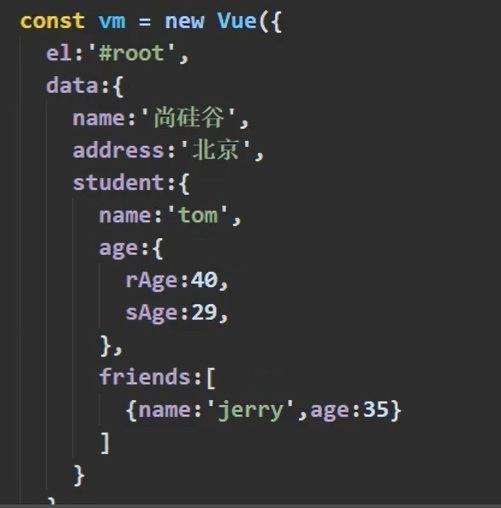 const vm = new Vue({
el:'#root',
data:{
name:'尚硅谷',
address:'北京',
student:{
name:'tom',
age:{
rAge:40,
sAge:29,
},
friends:[
{name:'jerry',age:35}
]
}